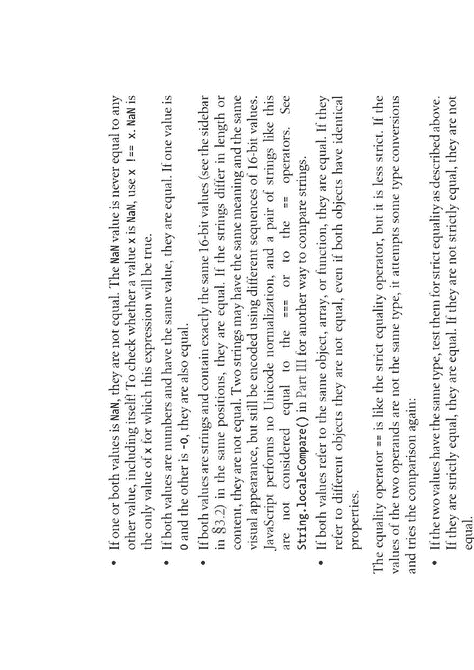 • If one or both values is NaN, they are not equal. The NaN value is never equal to any
other value, including itself! To check whether a value x is NaN, use x !== x. NaN is
the only value of x for which this expression will be true.
• If both values are numbers and have the same value, they are equal. If one value is
0 and the other is -0, they are also equal.
• If both values are strings and contain exactly the same 16-bit values (see the sidebar
in §3.2) in the same positions, they are equal. If the strings differ in length or
content, they are not equal. Two strings may have the same meaning and the same
visual appearance, but still be encoded using different sequences of 16-bit values.
JavaScript performs no Unicode normalization, and a pair of strings like this
are not considered equal to the === or to the == operators. See
String.localeCompare() in Part III for another way to compare strings.
• If both values refer to the same object, array, or function, they are equal. If they
refer to different objects they are not equal, even if both objects have identical
properties.
The equality operator == is like the strict equality operator, but it is less strict. If the
values of the two operands are not the same type, it attempts some type conversions
and tries the comparison again:
• If the two values have the same type, test them for strict equality as described above.
If they are strictly equal, they are equal. If they are not strictly equal, they are not
equal.